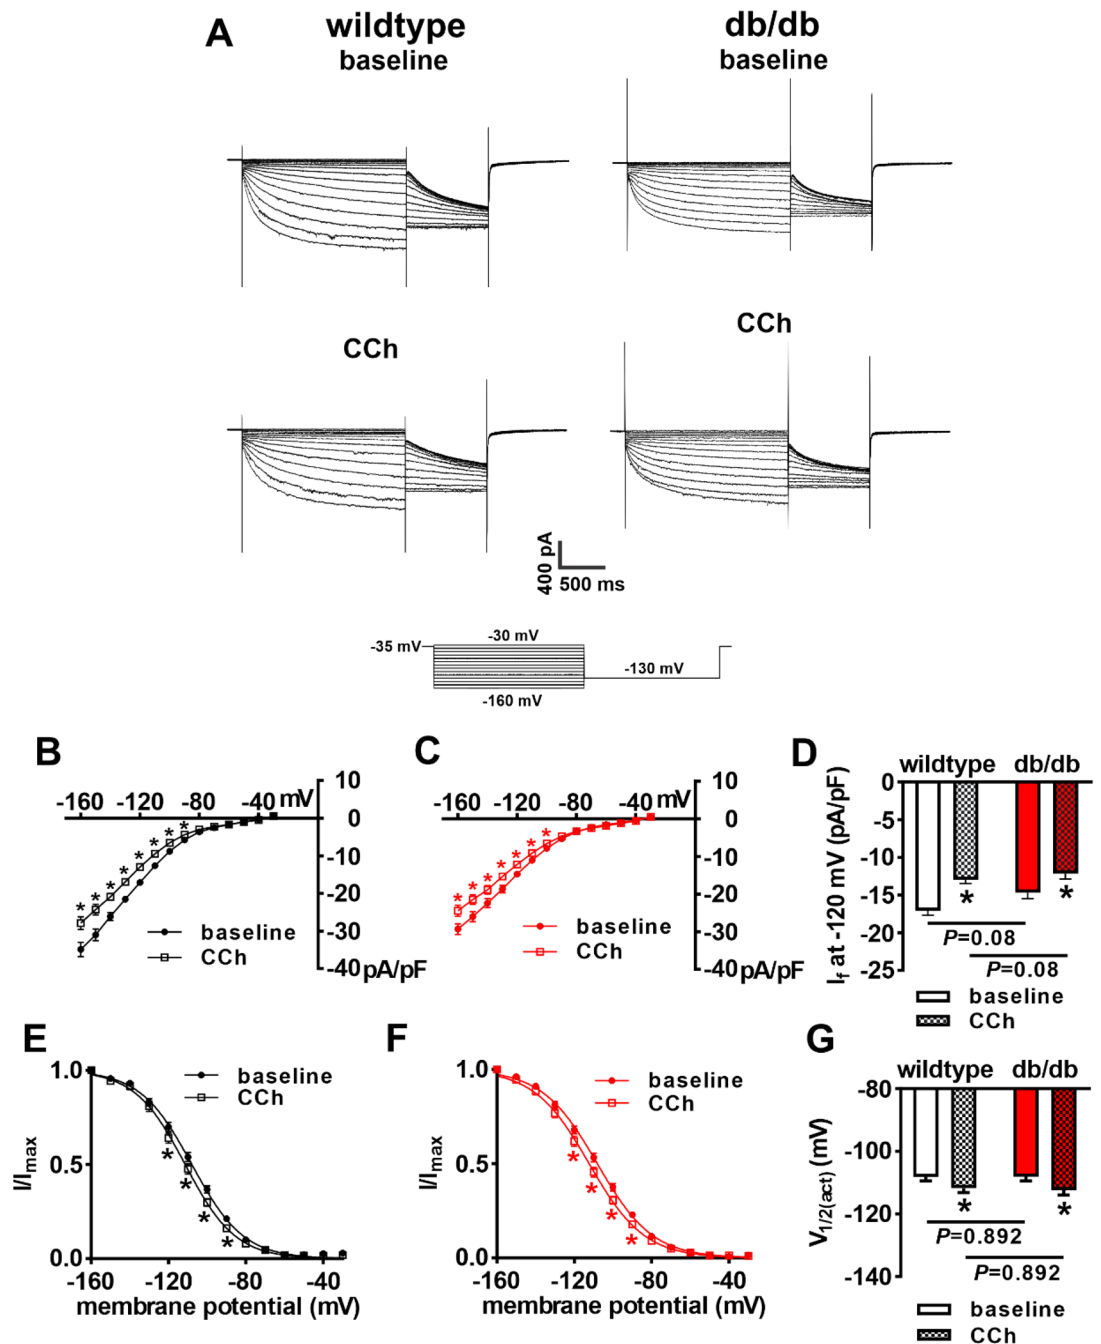 A
wildtype
baseline
db/db
baseline
CCh
CCh
400 pA
500 ms
-35 mV
-30 mV
-130 mV
-160 mV
B
10
-160 -120 -80 -40 mV
0
-10
-20
-30
-40 pA/pF
* * * * * * * *
baseline
CCh
C
10
-160 -120 -80 -40 mV
0
-10
-20
-30
-40 pA/pF
* * * * * * *
baseline
CCh
D
wildtype db/db
If at -120 mV (pA/pF)
0
-5
-10
-15
-20
-25
* *
P=0.08
P=0.08
baseline
CCh
E
I/Imax
1.0
0.5
0.0
baseline
CCh
* * * *
-160 -120 -80 -40
membrane potential (mV)
F
I/Imax
1.0
0.5
0.0
baseline
CCh
* * * *
-160 -120 -80 -40
membrane potential (mV)
G
wildtype db/db
V1/2(act) (mV)
-80
-100
-120
-140
* *
P=0.892
P=0.892
baseline
CCh